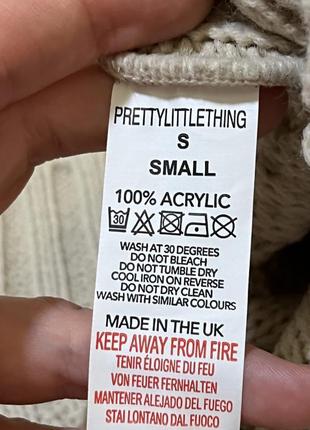 PRETTYLITTLETHING
S
SMALL
100% ACRYLIC
30
WASH AT 30 DEGREES
DO NOT BLEACH
DO NOT TUMBLE DRY
COOL IRON ON REVERSE
DO NOT DRY CLEAN
WASH WITH SIMILAR COLOURS
MADE IN THE UK
KEEP AWAY FROM FIRE
TENIR ÉLOIGNE DU FEU
VON FEUER FERNHALTEN
MANTENER ALEJADO DEL FUEGO
STAI LONTANO DAL FUOCO